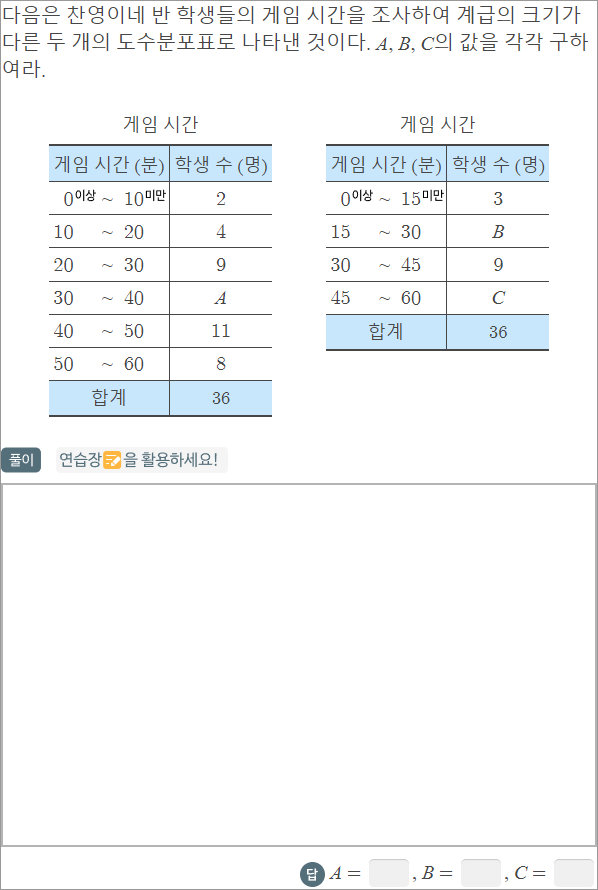 다음은 찬영이네 반 학생들의 게임 시간을 조사하여 계급의 크기가
다른 두 개의 도수분포표로 나타낸 것이다. A, B, C의 값을 각각 구하
여라.
게임 시간
게임 시간 (분) 학생 수 (명)
0이상 ~ 10미만 2
10 ~ 20 4
20 ~ 30 9
30 ~ 40 A
40 ~ 50 11
50 ~ 60 8
합계 36
게임 시간
게임 시간 (분) 학생 수 (명)
0이상 ~ 15미만 3
15 ~ 30 B
30 ~ 45 9
45 ~ 60 C
합계 36
풀이 연습장을 활용하세요!
답 A = , B = , C =